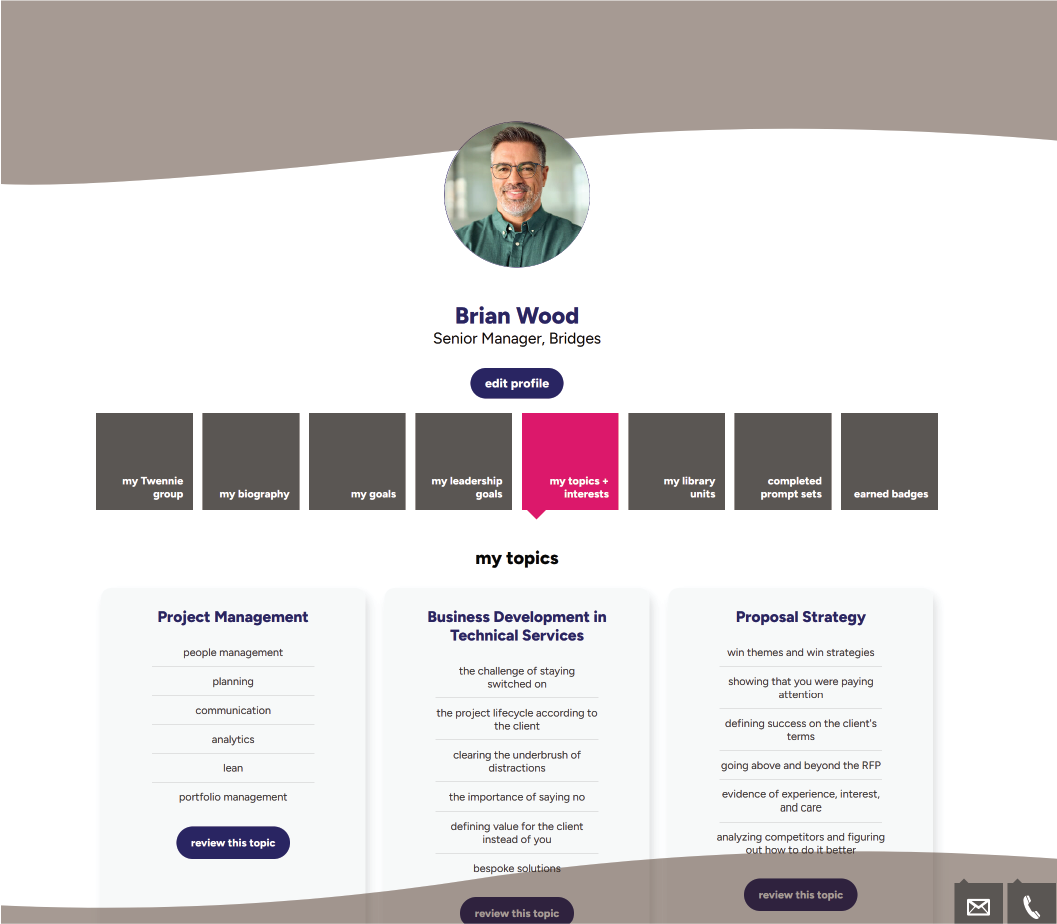 Brian Wood
Senior Manager, Bridges
edit profile
my Twennie
group
my biography
my goals
my leadership
goals
my topics +
interests
my library
units
completed
prompt sets
earned badges
my topics
Project Management
people management
planning
communication
analytics
lean
portfolio management
review this topic
Business Development in
Technical Services
the challenge of staying
switched on
the project lifecycle according to
the client
clearing the underbrush of
distractions
the importance of saying no
defining value for the client
instead of you
bespoke solutions
review this topic
Proposal Strategy
win themes and win strategies
showing that you were paying
attention
defining success on the client's
terms
going above and beyond the RFP
evidence of experience, interest,
and care
analyzing competitors and figuring
out how to do it better
review this topic